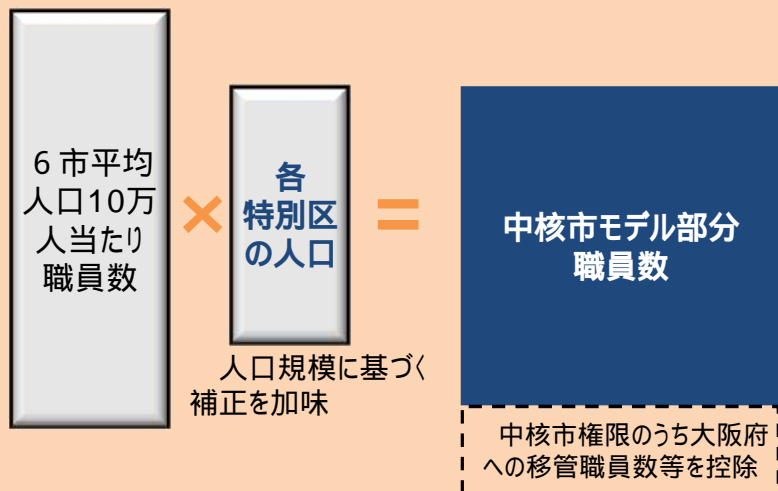 6市平均
人口10万
人当たり
職員数
×
各
特別区
の人口
=
中核市モデル部分
職員数
人口規模に基づく
補正を加味
中核市権限のうち大阪府
への移管職員数等を控除